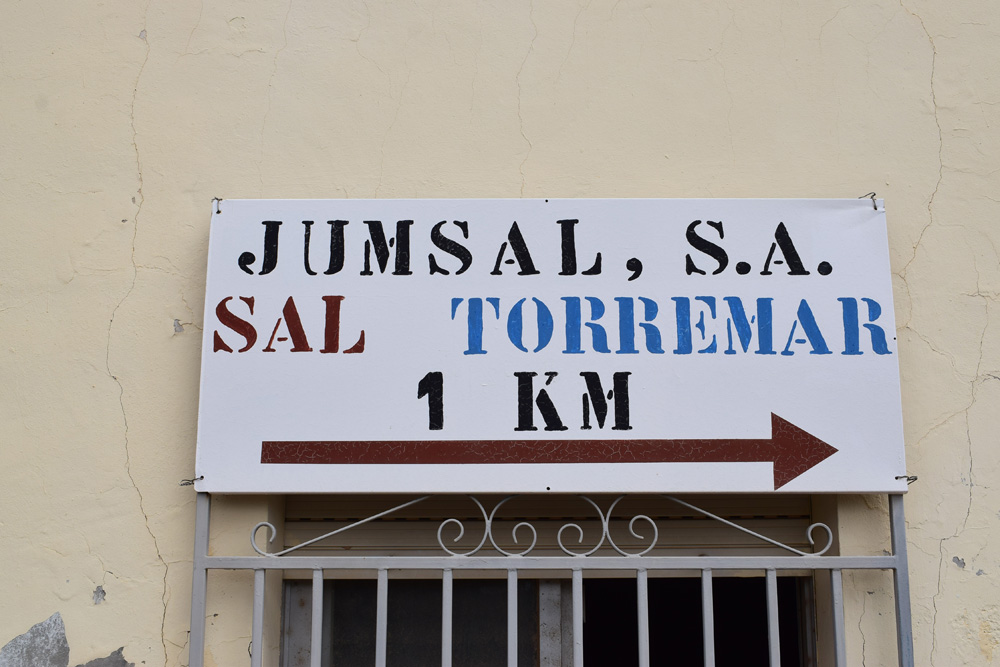 JUMSAL, S.A.
SAL TORREMAR
1 KM